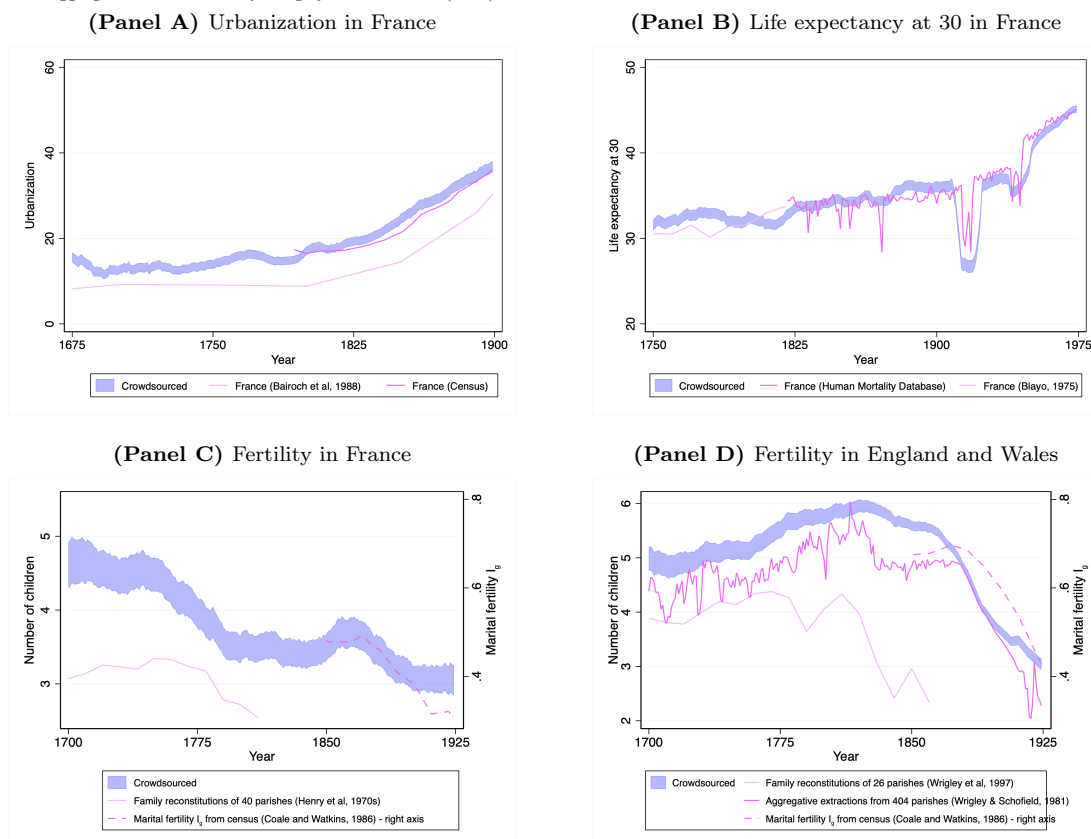 (Panel A) Urbanization in France
(Panel B) Life expectancy at 30 in France
60
40
20
0
Urbanization
1675 1750 1825 1900
Year
Crowdsourced France (Bairoch et al, 1988) France (Census)
50
40
30
20
Life expectancy at 30
1750 1825 1900 1975
Year
Crowdsourced France (Human Mortality Database) France (Blayo, 1975)
(Panel C) Fertility in France
(Panel D) Fertility in England and Wales
5
4
3
Number of children
.8
.6
.4
Marital fertility Ig
1700 1775 1850 1925
Year
Crowdsourced
Family reconstitutions of 40 parishes (Henry et al, 1970s)
Marital fertility Ig from census (Coale and Watkins, 1986) - right axis
6
5
4
3
2
Number of children
.8
.6
.4
Marital fertility Ig
1700 1775 1850 1925
Year
Crowdsourced Family reconstitutions of 26 parishes (Wrigley et al, 1997)
Aggregative extractions from 404 parishes (Wrigley & Schofield, 1981)
Marital fertility Ig from census (Coale and Watkins, 1986) - right axis